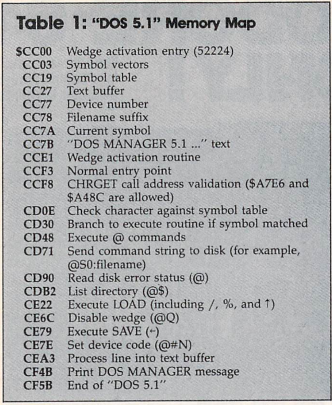 Table 1: "DOS 5.1" Memory Map
$CC00 Wedge activation entry (52224)
CC03 Symbol vectors
CC19 Symbol table
CC27 Text buffer
CC77 Device number
CC78 Filename suffix
CC7A Current symbol
CC7B "DOS MANAGER 5.1 ..." text
CCE1 Wedge activation routine
CCF3 Normal entry point
CCF8 CHRGET call address validation ($A7E6 and
$A48C are allowed)
CD0E Check character against symbol table
CD30 Branch to execute routine if symbol matched
CD48 Execute @ commands
CD71 Send command string to disk (for example,
@S0:filename)
CD90 Read disk error status (@)
CDB2 List directory (@$)
CE22 Execute LOAD (including /, %, and ↑)
CE6C Disable wedge (@Q)
CE79 Execute SAVE (←)
CE7E Set device code (@#N)
CEA3 Process line into text buffer
CF4B Print DOS MANAGER message
CF5B End of "DOS 5.1"